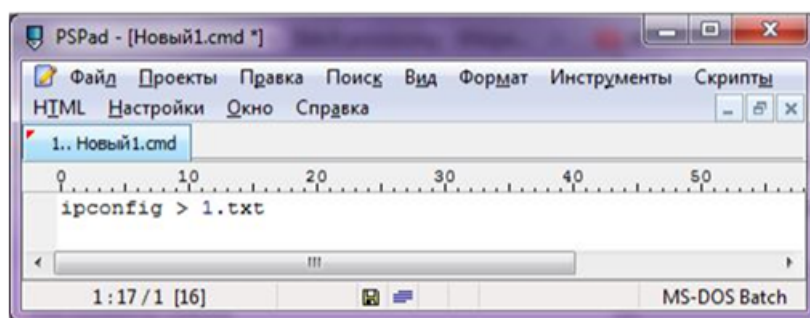 PSPad - [Новый1.cmd *]
Файл Проекты Правка Поиск Вид Формат Инструменты Скрипты
HTML Настройки Окно Справка
1.. Новый1.cmd
0 10 20 30 40 50
ipconfig > 1.txt
1:17/1 [16] MS-DOS Batch